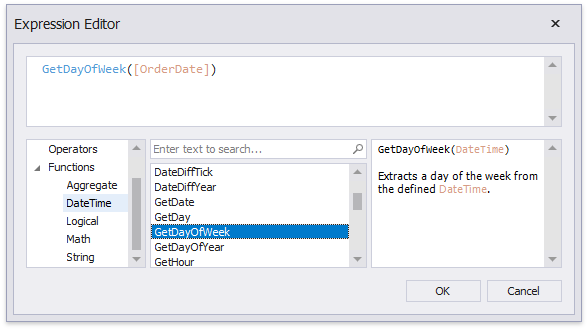 Expression Editor
GetDayOfWeek([OrderDate])
Operators
Functions
Aggregate
DateTime
Logical
Math
String
Enter text to search...
DateDiffTick
DateDiffYear
GetDate
GetDay
GetDayOfWeek
GetDayOfYear
GetHour
GetDayOfWeek(DateTime)
Extracts a day of the week from
the defined DateTime.
OK
Cancel